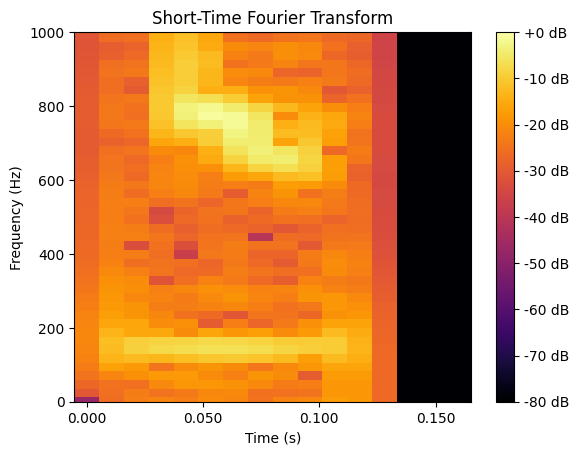 Short-Time Fourier Transform
1000
800
600
400
200
0
Frequency (Hz)
0.000
0.050
0.100
0.150
Time (s)
+0 dB
-10 dB
-20 dB
-30 dB
-40 dB
-50 dB
-60 dB
-70 dB
-80 dB